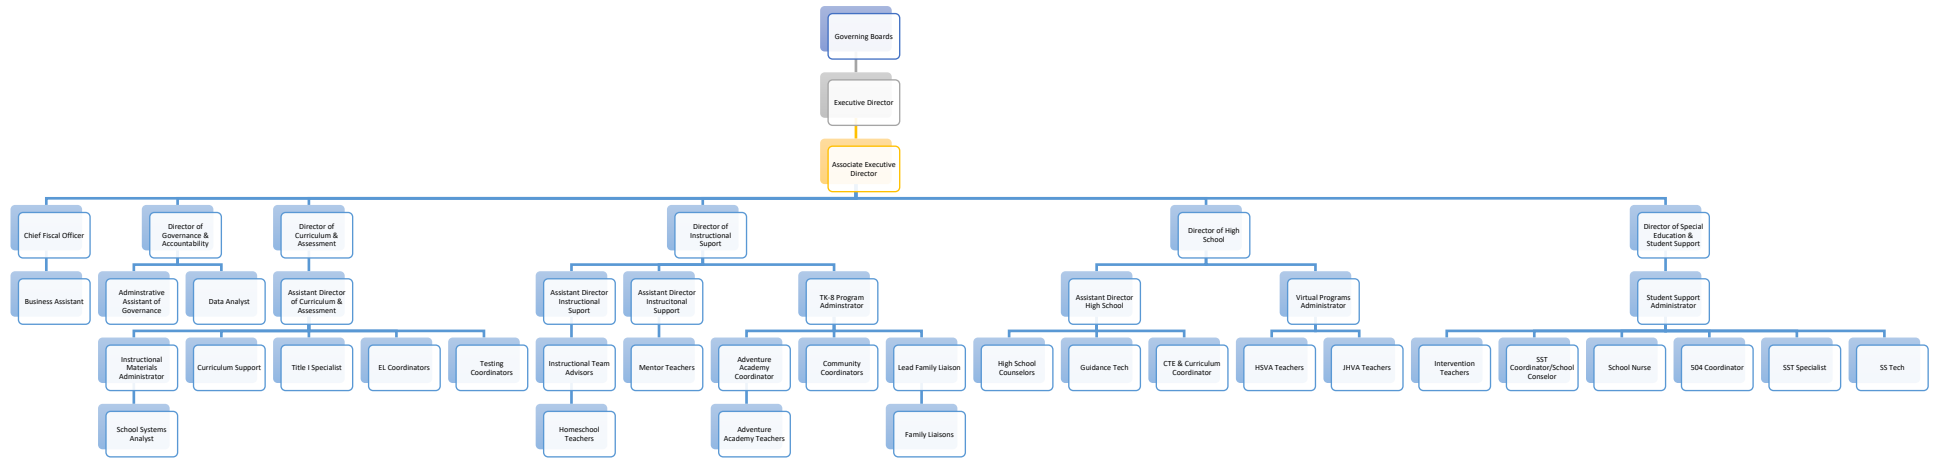 Governing Boards
Executive Director
Associate Executive
Director
Chief Fiscal Officer
Director of
Governance &
Accountability
Director of
Curriculum &
Assessment
Director of
Instructional
Suport
Director of High
School
Director of Special
Education &
Student Support
Business Assistant
Adminstrative
Assistant of
Governance
Data Analyst
Assistant Director
of Curriculum &
Assessment
Assistant Director
Instructional
Suport
Assistant Director
Instrucitonal
Support
TK-8 Program
Adminstrator
Assistant Director
High School
Virtual Programs
Administrator
Student Support
Administrator
Instructional
Materials
Administrator
Curriculum Support
Title I Specialist
EL Coordinators
Testing
Coordinators
Instructional Team
Advisors
Mentor Teachers
Adventure
Academy
Coordinator
Community
Coordinators
Lead Family Liaison
High School
Counselors
Guidance Tech
CTE & Curriculum
Coordinator
HSVA Teachers
JHVA Teachers
Intervention
Teachers
SST
Coordinator/School
Conselor
School Nurse
504 Coordinator
SST Specialist
SS Tech
School Systems
Analyst
Homeschool
Teachers
Adventure
Academy Teachers
Family Liaisons